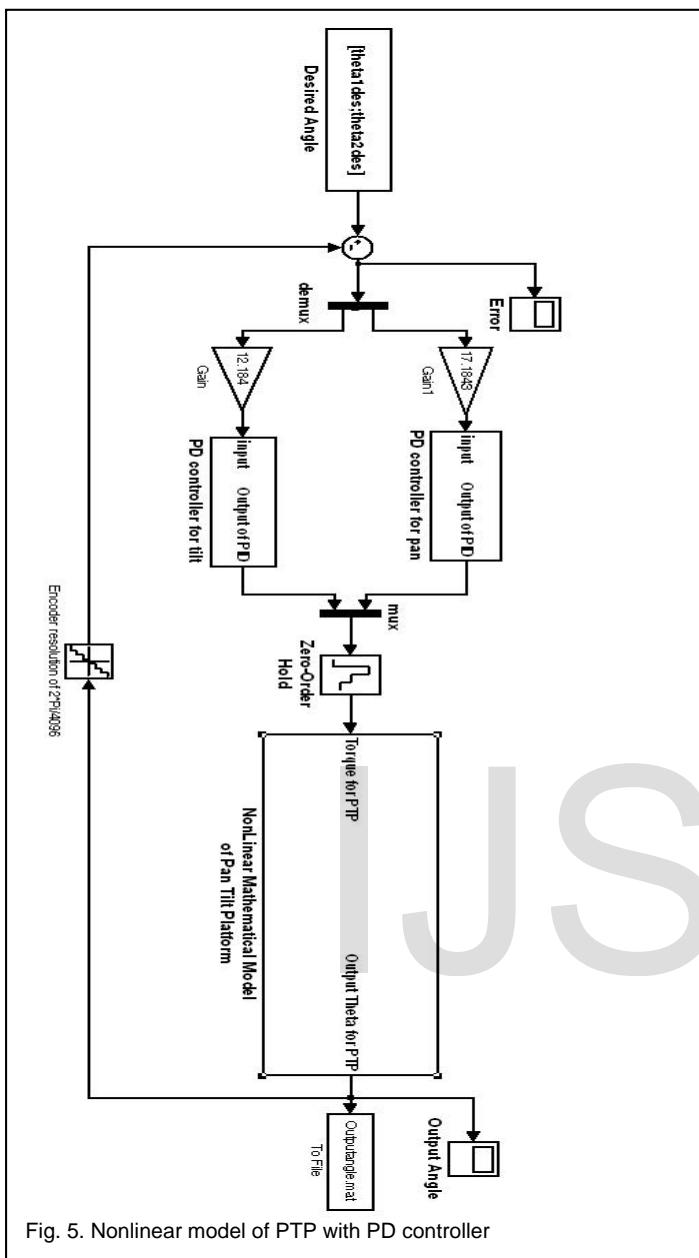 [theta1des;theta2des]
Desired Angle
Error
demux
17.1843
Gain1
12.184
Gain
input Output of PID
PD controller for pan
input Output of PID
PD controller for tilt
mux
Zero-Order
Hold
Torque for PTP Output Theta for PTP
NonLinear Mathematical Model
of Pan Tilt Platform
Output Angle
Outputangle.mat
To File
Encoder resolution of 2*Pi/4096
IJS
Fig. 5. Nonlinear model of PTP with PD controller